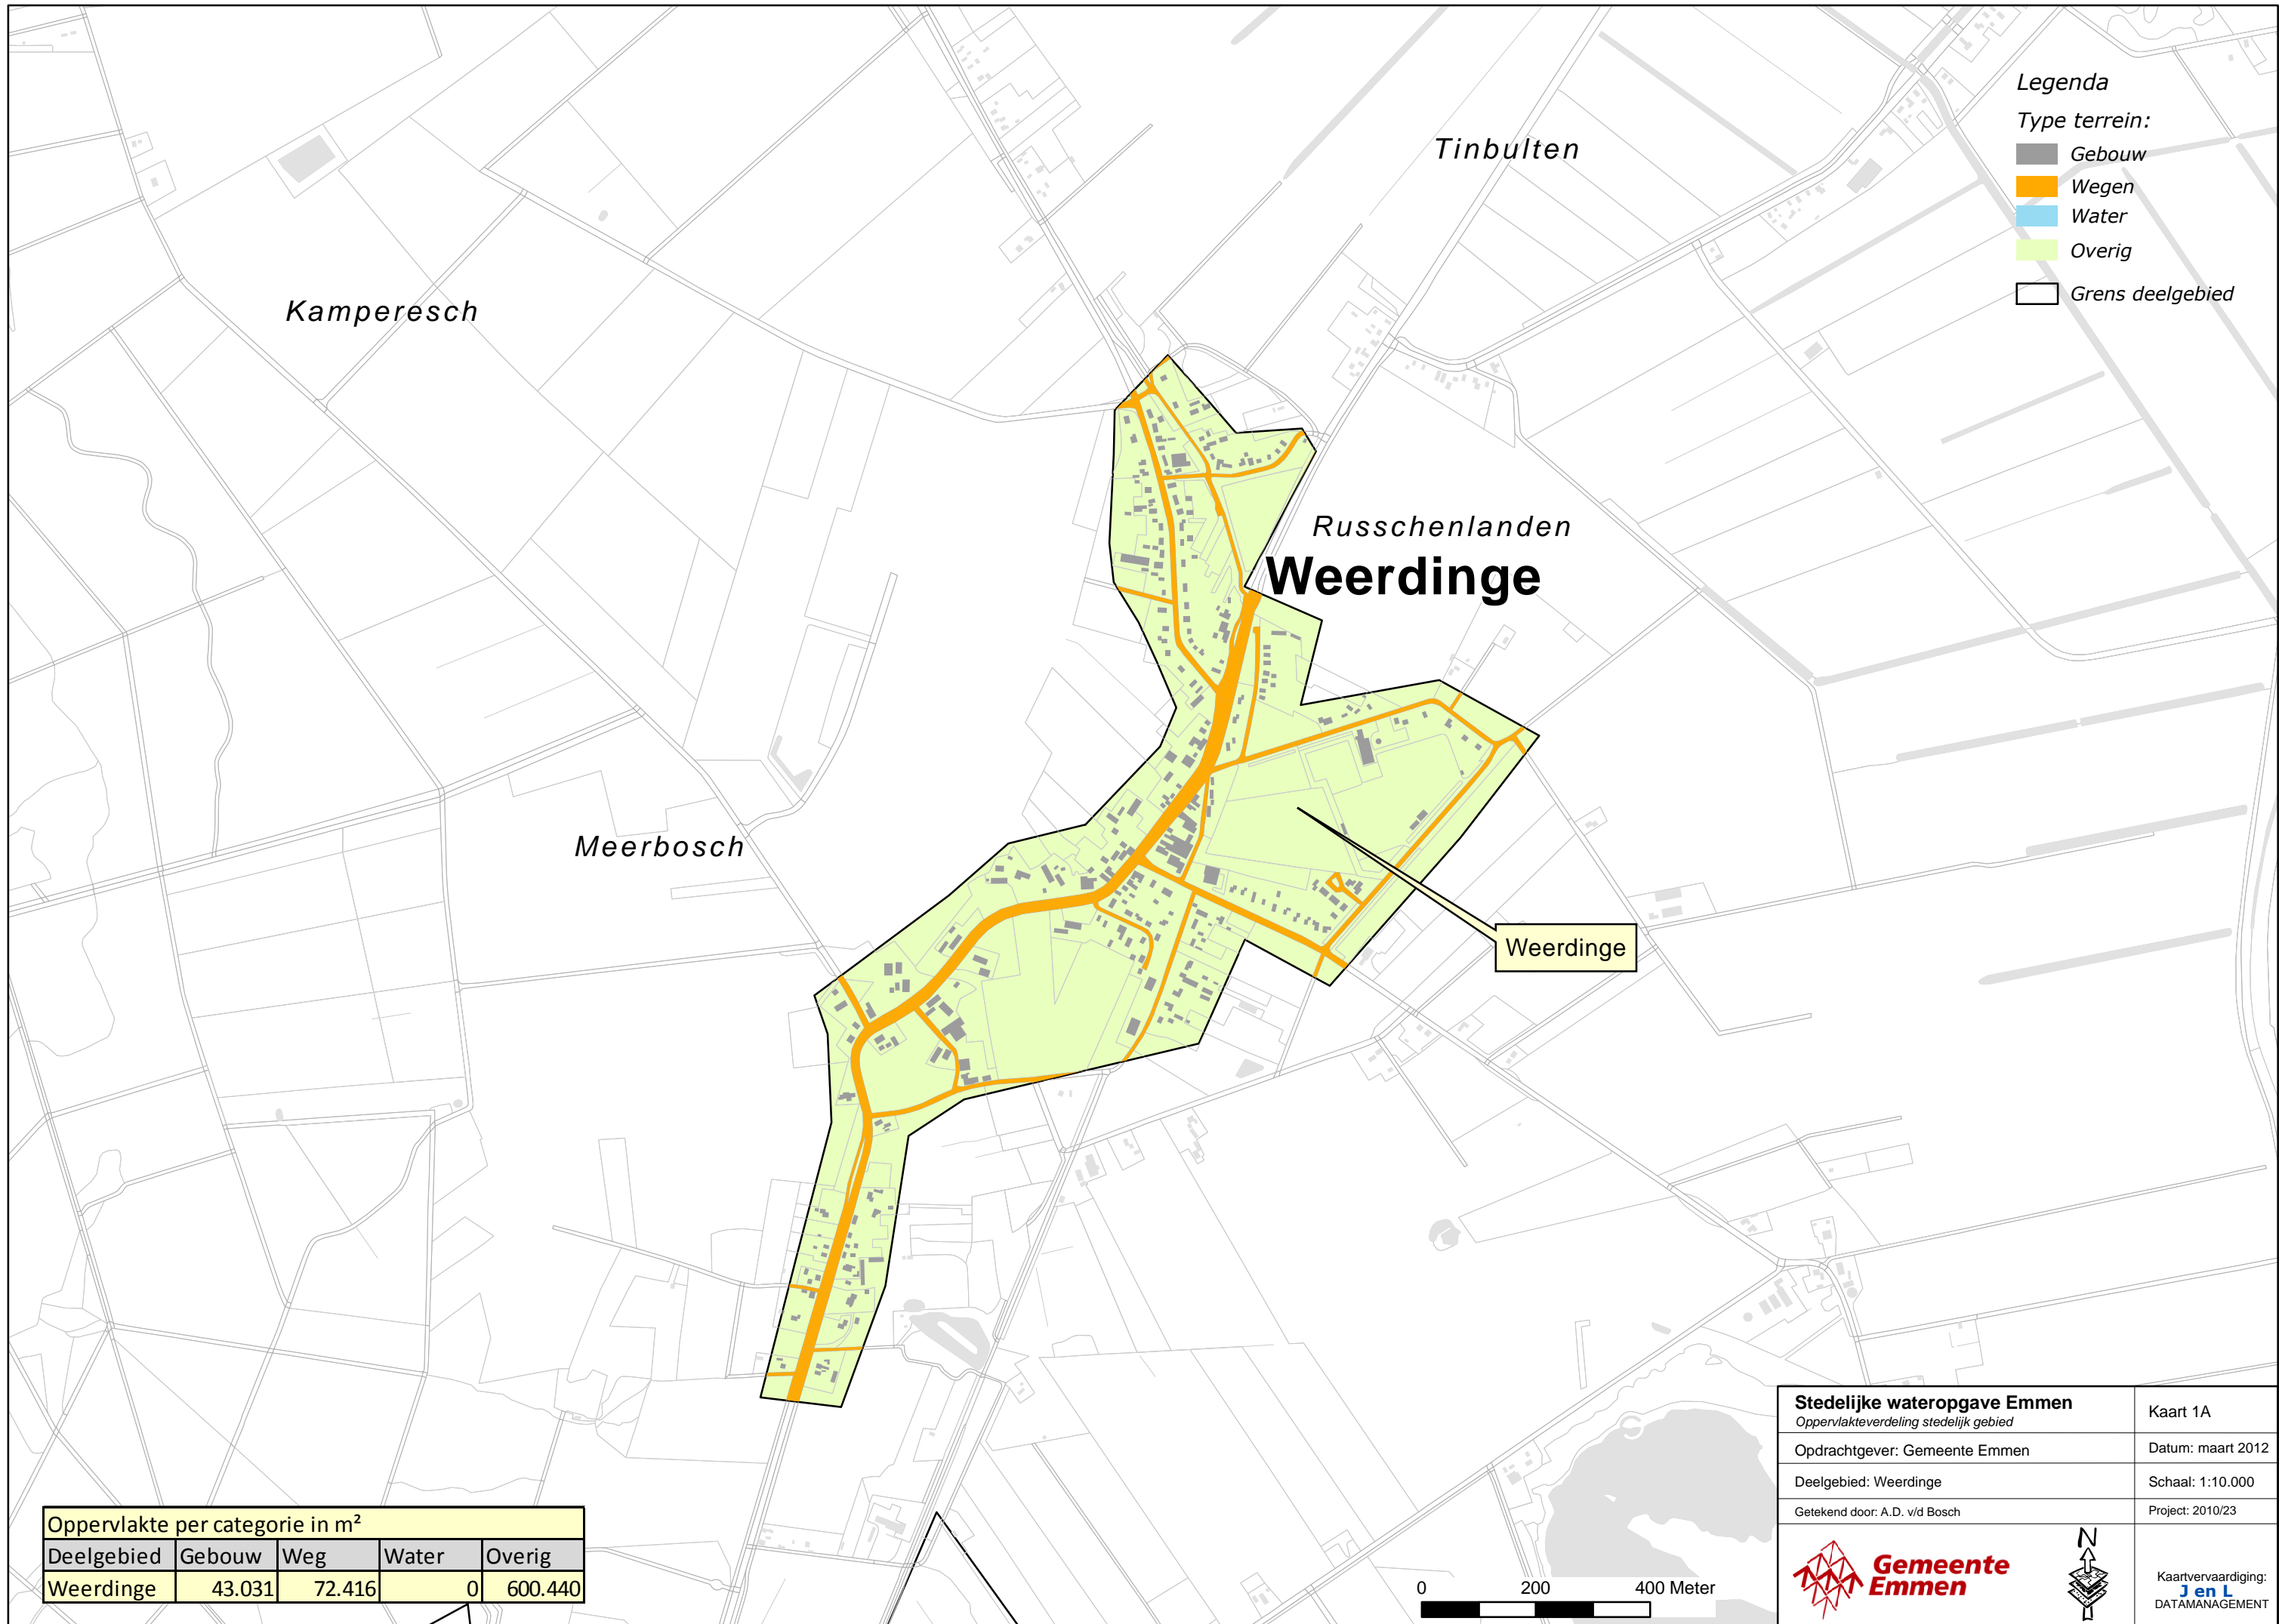 Legenda
Type terrein:
Gebouw
Wegen
Water
Overig
Grens deelgebied
Tinbulten
Kamperesch
Russchenlanden
Weerdinge
Meerbosch
Weerdinge
Oppervlakte per categorie in m²
Deelgebied Gebouw Weg Water Overig
Weerdinge 43.031 72.416 0 600.440
0 200 400 Meter
Stedelijke wateropgave Emmen
Oppervlakteverdeling stedelijk gebied
Kaart 1A
Opdrachtgever: Gemeente Emmen
Datum: maart 2012
Deelgebied: Weerdinge
Schaal: 1:10.000
Getekend door: A.D. v/d Bosch
Project: 2010/23
Gemeente
Emmen
N
Kaartvervaardiging:
J en L
DATAMANAGEMENT